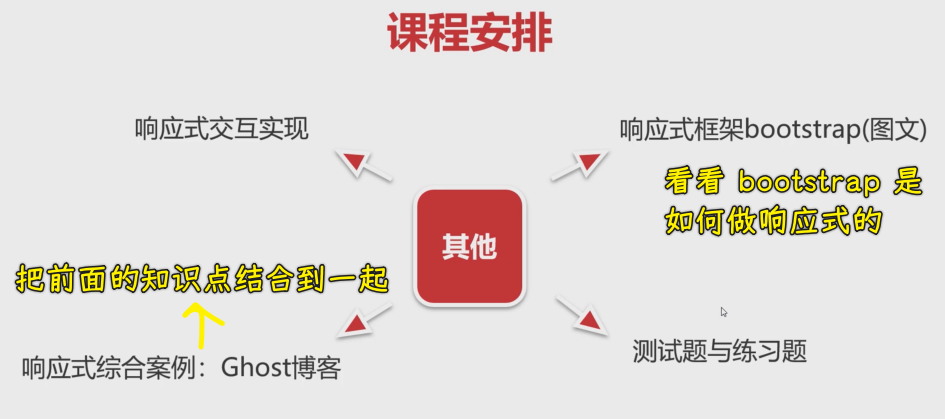 课程安排
响应式交互实现
响应式框架bootstrap(图文)
看看 bootstrap 是
如何做响应式的
其他
把前面的知识点结合到一起
响应式综合案例：Ghost博客
测试题与练习题